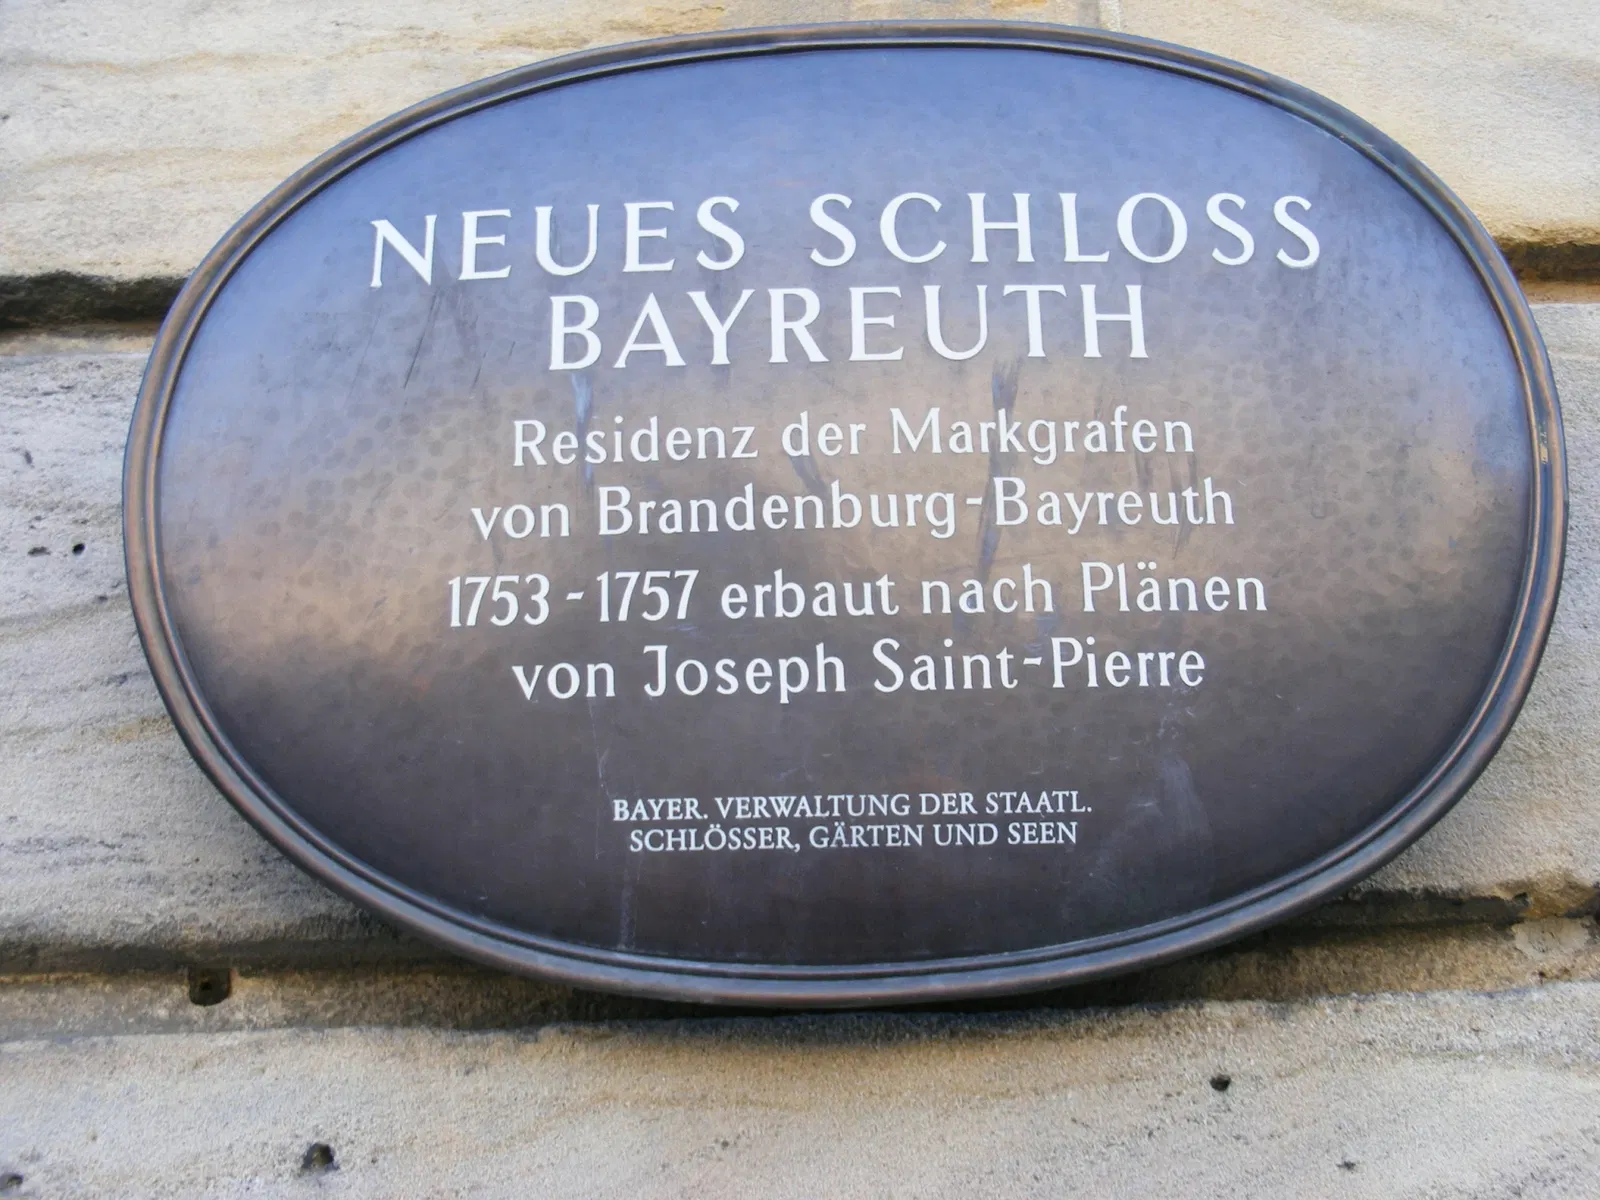 NEUES SCHLOSS
BAYREUTH
Residenz der Markgrafen
von Brandenburg-Bayreuth
1753-1757 erbaut nach Plänen
von Joseph Saint-Pierre
BAYER. VERWALTUNG DER STAATL.
SCHLÖSSER, GÄRTEN UND SEEN